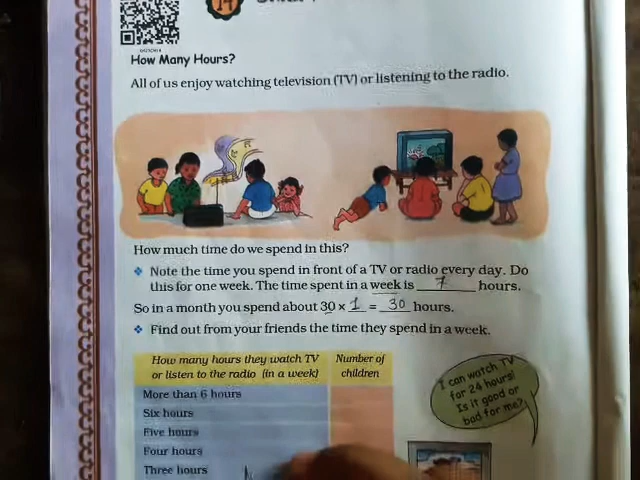 14
How Many Hours?
All of us enjoy watching television (TV) or listening to the radio.
How much time do we spend in this?
❖ Note the time you spend in front of a TV or radio every day. Do
this for one week. The time spent in a week is 7 hours.
So in a month you spend about 30 × 1 = 30 hours.
❖ Find out from your friends the time they spend in a week.
How many hours they watch TV
or listen to the radio (in a week)
Number of
children
More than 6 hours
Six hours
Five hours
Four hours
Three hours
I can watch TV
for 24 hours!
Is it good or
bad for me?